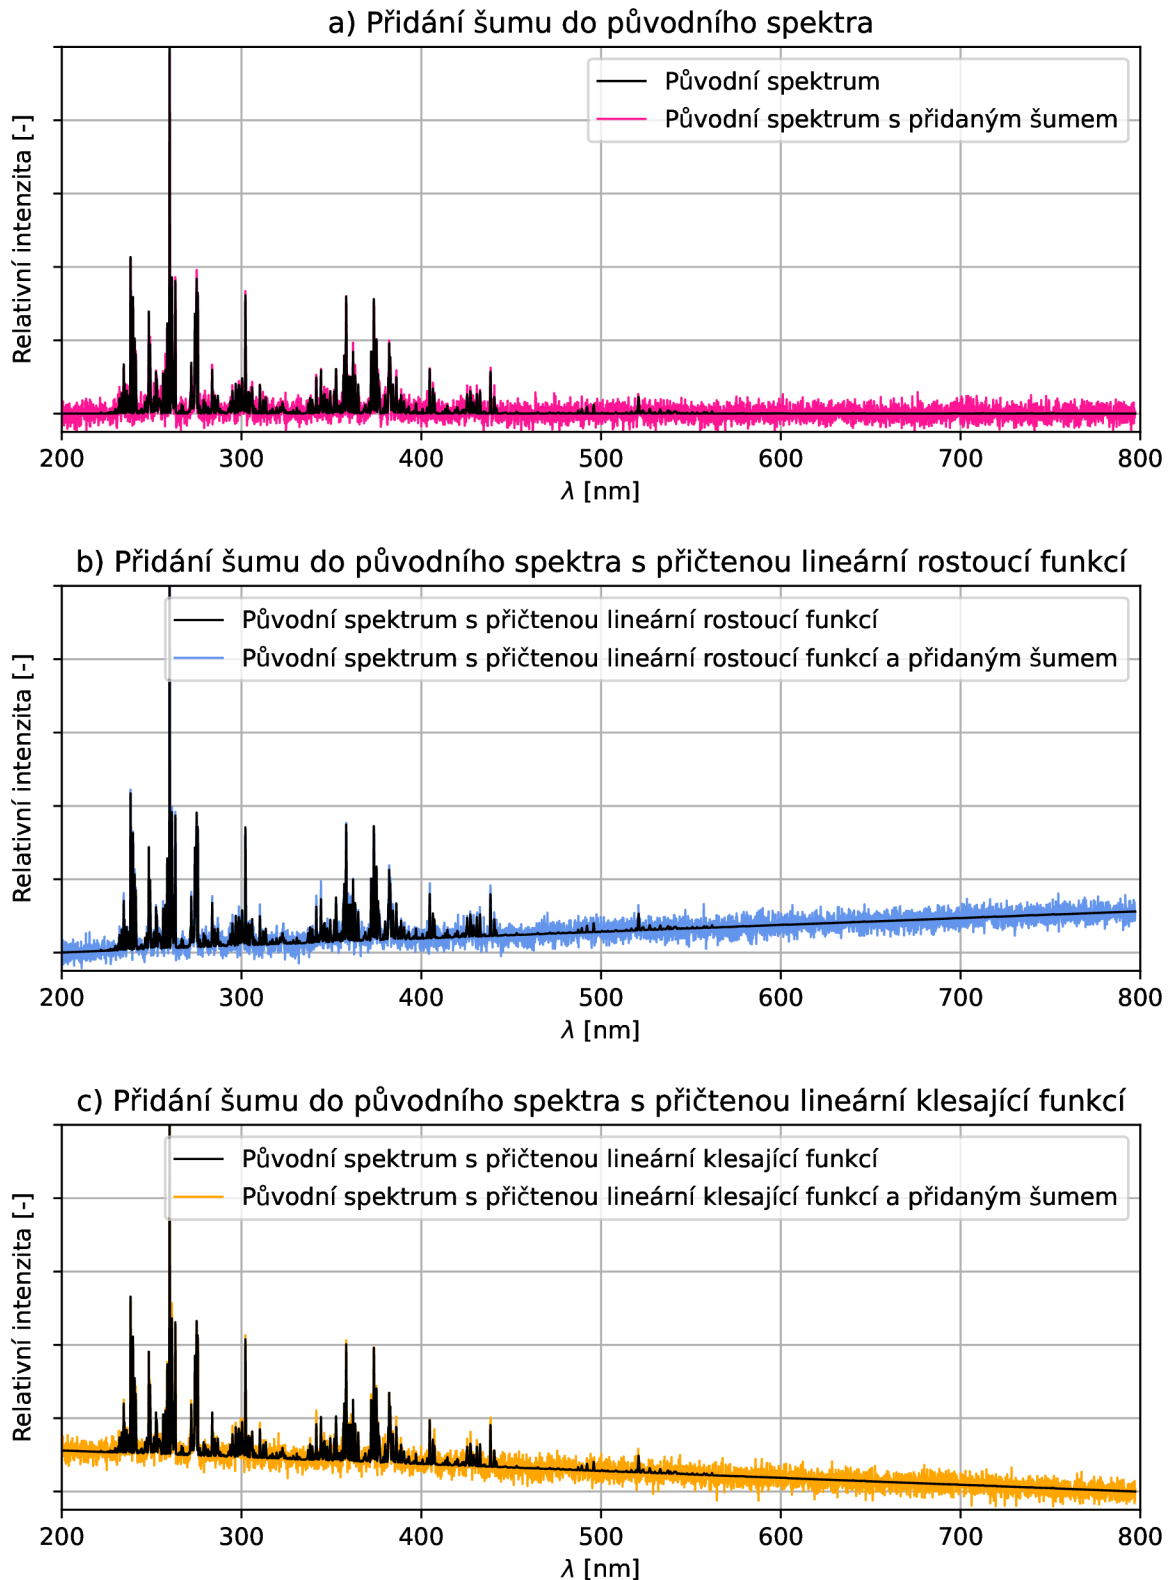 a) Přidání šumu do původního spektra
Původní spektrum
Původní spektrum s přidaným šumem
Relativní intenzita [-]
200 300 400 500 600 700 800
λ [nm]
b) Přidání šumu do původního spektra s přičtenou lineární rostoucí funkcí
Původní spektrum s přičtenou lineární rostoucí funkcí
Původní spektrum s přičtenou lineární rostoucí funkcí a přidaným šumem
Relativní intenzita [-]
200 300 400 500 600 700 800
λ [nm]
c) Přidání šumu do původního spektra s přičtenou lineární klesající funkcí
Původní spektrum s přičtenou lineární klesající funkcí
Původní spektrum s přičtenou lineární klesající funkcí a přidaným šumem
Relativní intenzita [-]
200 300 400 500 600 700 800
λ [nm]